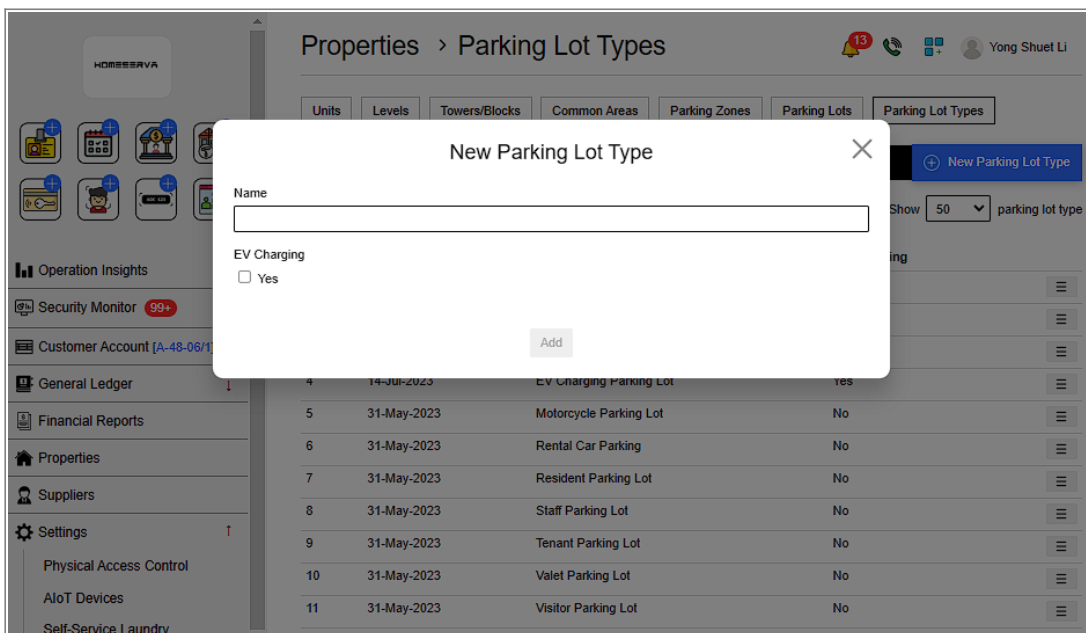 HOMESERVA
Properties > Parking Lot Types
13
Yong Shuet Li
Units Levels Towers/Blocks Common Areas Parking Zones Parking Lots Parking Lot Types
New Parking Lot Type
New Parking Lot Type
Name
Show 50 parking lot type
EV Charging
Yes
ing
Add
Operation Insights
Security Monitor 99+
Customer Account [A-48-06/1]
General Ledger ↓
Financial Reports
Properties
Suppliers
Settings ↑
Physical Access Control
AIoT Devices
Self-Service Laundry
4 14-Jul-2023 EV Charging Parking Lot Yes
5 31-May-2023 Motorcycle Parking Lot No
6 31-May-2023 Rental Car Parking No
7 31-May-2023 Resident Parking Lot No
8 31-May-2023 Staff Parking Lot No
9 31-May-2023 Tenant Parking Lot No
10 31-May-2023 Valet Parking Lot No
11 31-May-2023 Visitor Parking Lot No